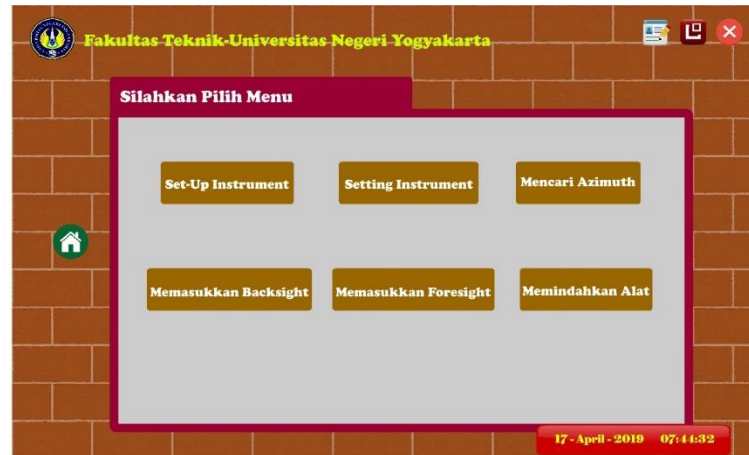 Fakultas Teknik-Universitas Negeri Yogyakarta
Silahkan Pilih Menu
Set-Up Instrument
Setting Instrument
Mencari Azimuth
Memasukkan Backsight
Memasukkan Foresight
Memindahkan Alat
17 - April - 2019 07:44:32